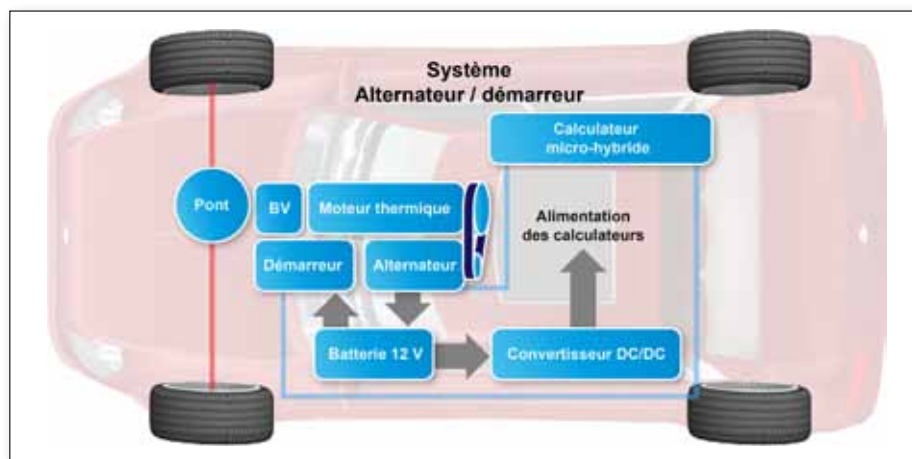 Système
Alternateur / démarreur
Calculateur
micro-hybride
Pont
BV
Moteur thermique
Alimentation
des calculateurs
Démarreur
Alternateur
Batterie 12 V
Convertisseur DC/DC